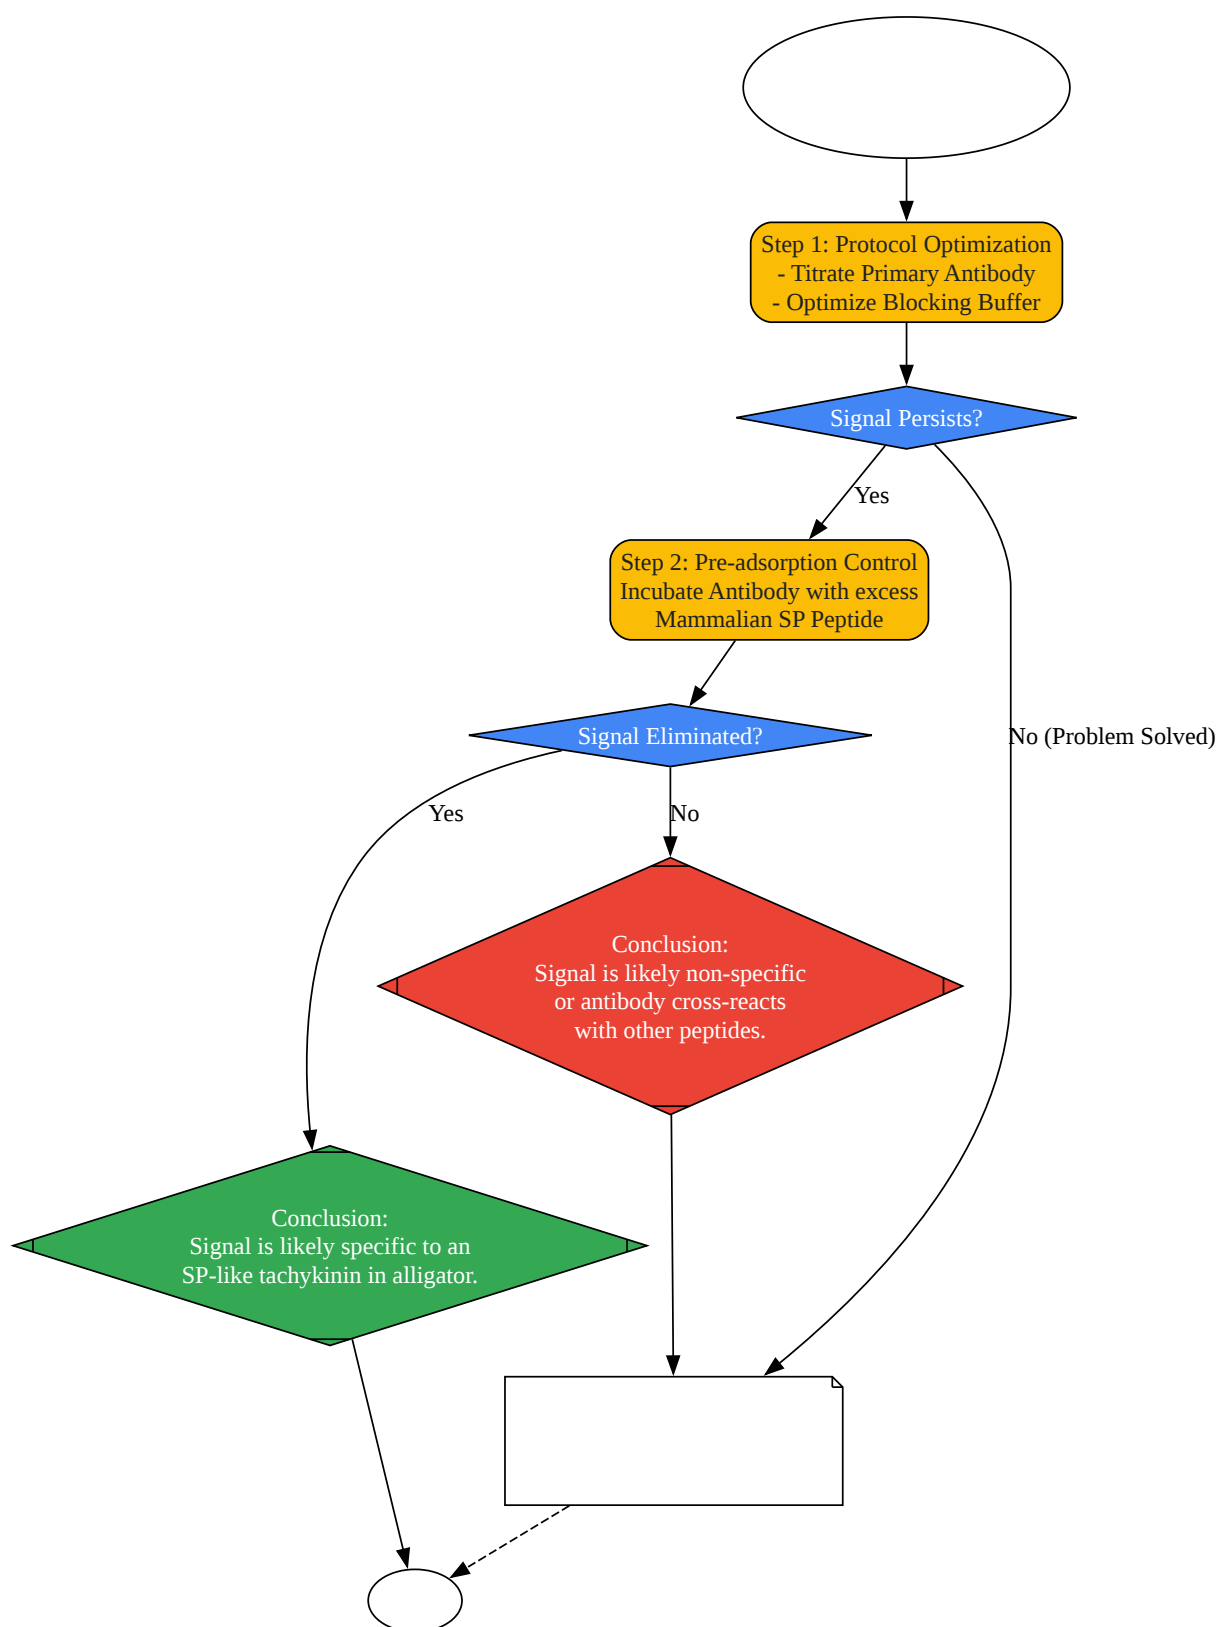 Step 1: Protocol Optimization
- Titrate Primary Antibody
- Optimize Blocking Buffer
Signal Persists?
Yes
Step 2: Pre-adsorption Control
Incubate Antibody with excess
Mammalian SP Peptide
Signal Eliminated?
No (Problem Solved)
Yes
No
Conclusion:
Signal is likely non-specific
or antibody cross-reacts
with other peptides.
Conclusion:
Signal is likely specific to an
SP-like tachykinin in alligator.